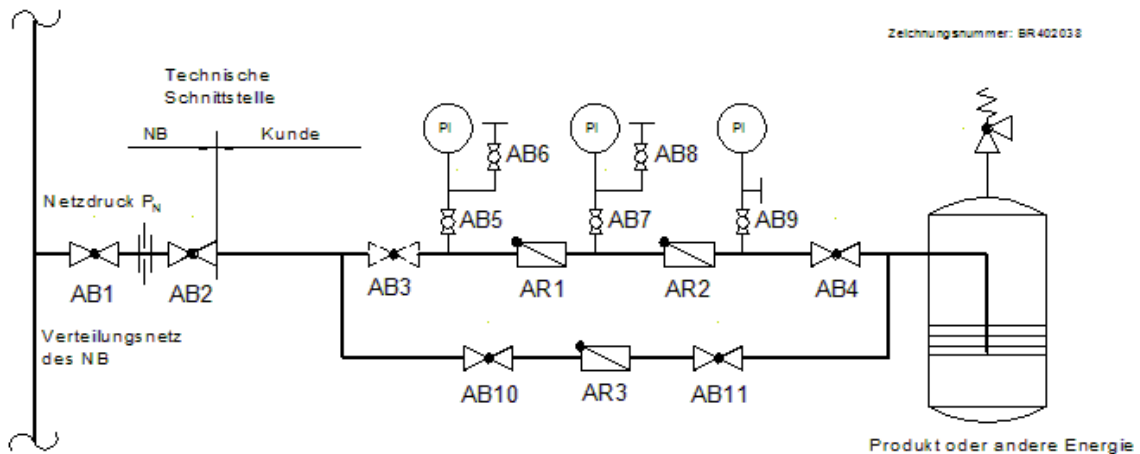 Zeichnungsnummer: BR402038
Technische
Schnittstelle
NB Kunde
PI PI PI
AB6 AB8
Netzdruck PN
AB5 AB7 AB9
AB1 AB2 AB3 AR1 AR2 AB4
Verteilungsnetz
des NB
AB10 AR3 AB11
Produkt oder andere Energie